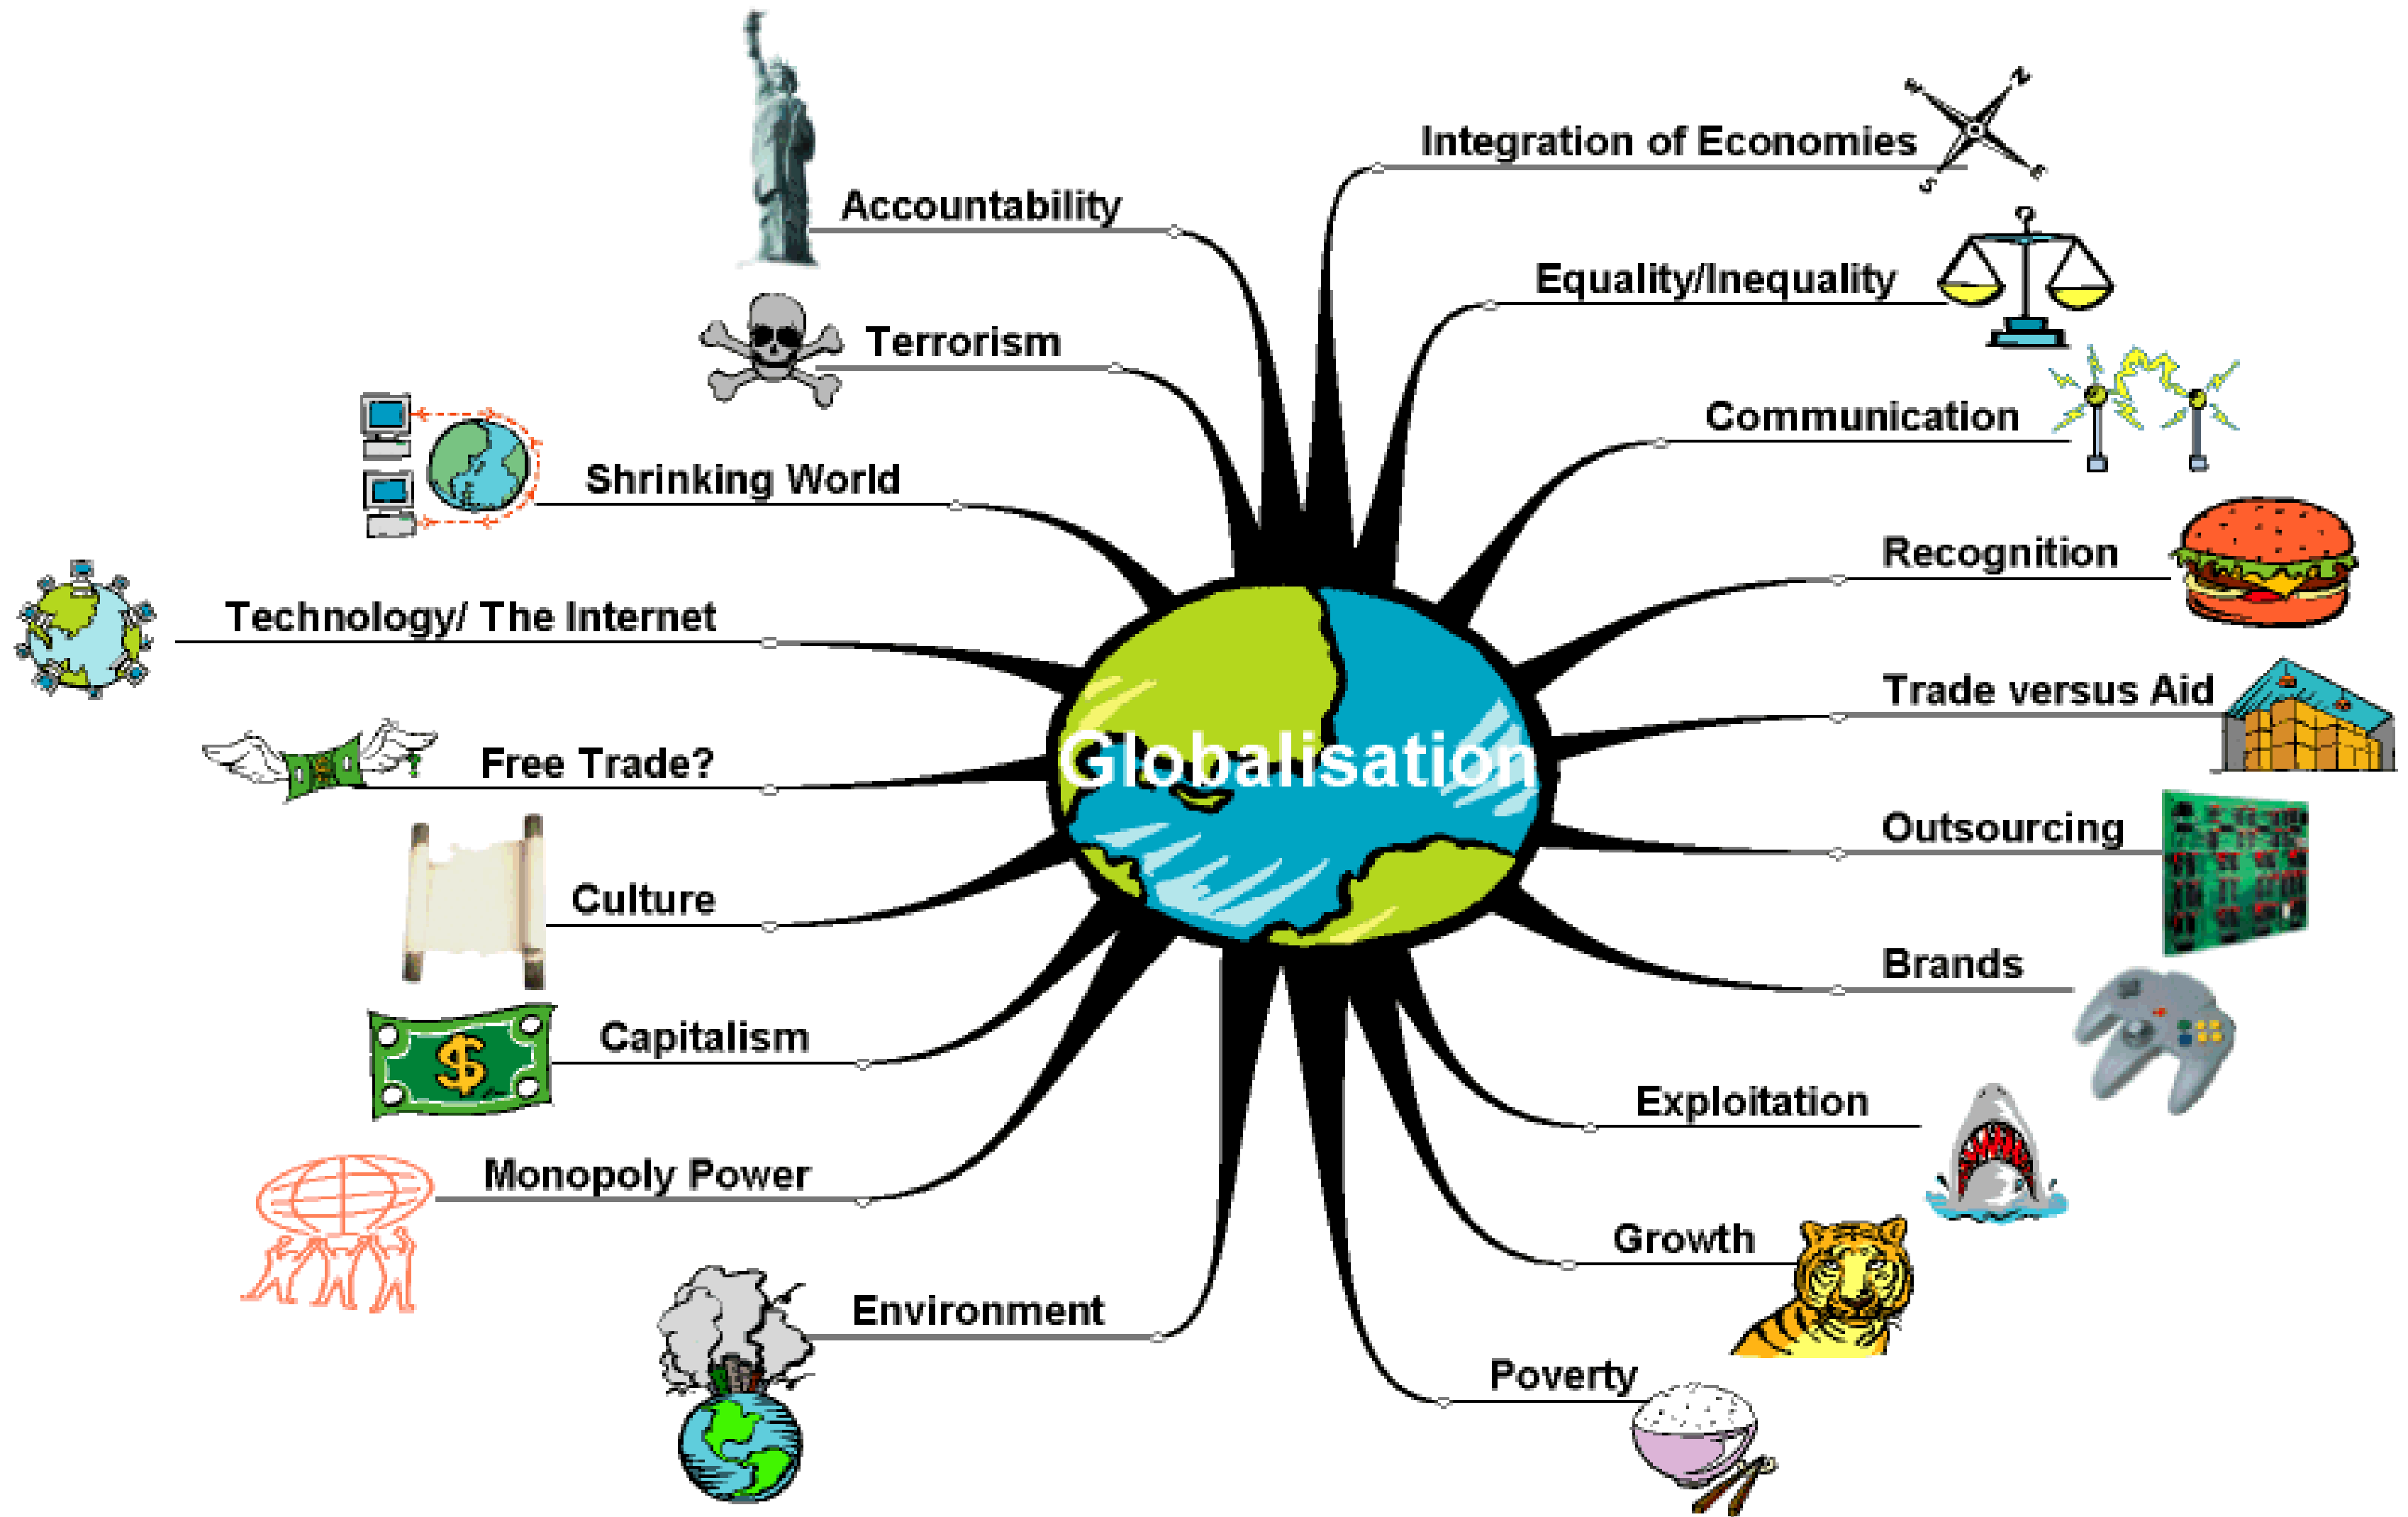 Accountability
Terrorism
Shrinking World
Technology/ The Internet
Free Trade?
Culture
Capitalism
Monopoly Power
Environment
Globalisation
Integration of Economies
Equality/Inequality
Communication
Recognition
Trade versus Aid
Outsourcing
Brands
Exploitation
Growth
Poverty
N
S
E
$